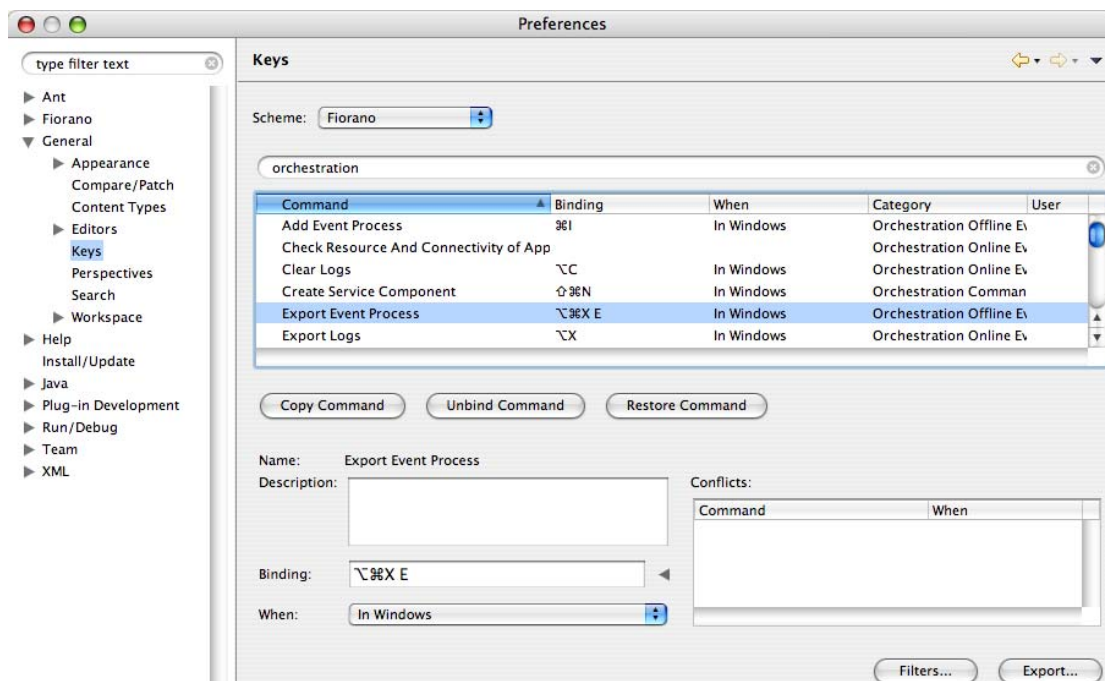 Preferences
type filter text
Ant
Fiorano
General
Appearance
Compare/Patch
Content Types
Editors
Keys
Perspectives
Search
Workspace
Help
Install/Update
Java
Plug-in Development
Run/Debug
Team
XML
Keys
Scheme: Fiorano
orchestration
Command Binding When Category User
Add Event Process ⌘I In Windows Orchestration Offline Ev
Check Resource And Connectivity of App Orchestration Online Ev
Clear Logs ⌥C In Windows Orchestration Online Ev
Create Service Component ⇧⌘N In Windows Orchestration Comman
Export Event Process ⌥⌘X E In Windows Orchestration Offline Ev
Export Logs ⌥X In Windows Orchestration Online Ev
Copy Command Unbind Command Restore Command
Name: Export Event Process
Description: Conflicts:
Command When
Binding: ⌥⌘X E
When: In Windows
Filters... Export...